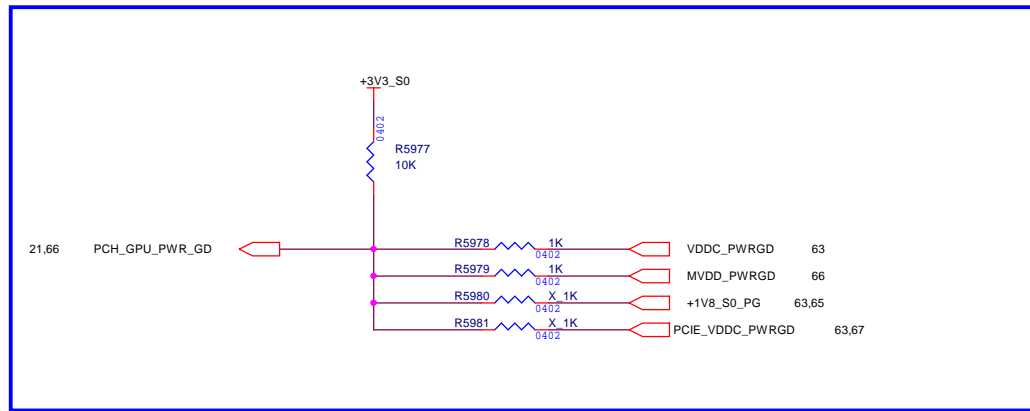 +3V3_S0
0402
R5977
10K
21,66 PCH_GPU_PWR_GD R5978 1K VDDC_PWRGD 63
0402
R5979 1K MVDD_PWRGD 66
0402
R5980 X_1K +1V8_S0_PG 63,65
0402
R5981 X_1K PCIE_VDDC_PWRGD 63,67
0402